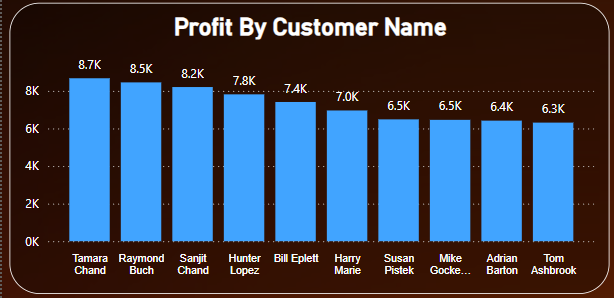 Profit By Customer Name
8.7K
8.5K
8.2K
7.8K
7.4K
7.0K
6.5K
6.5K
6.4K
6.3K
8K
6K
4K
2K
0K
Tamara
Chand
Raymond
Buch
Sanjit
Chand
Hunter
Lopez
Bill Eplett
Harry
Marie
Susan
Pistek
Mike
Gocke...
Adrian
Barton
Tom
Ashbrook